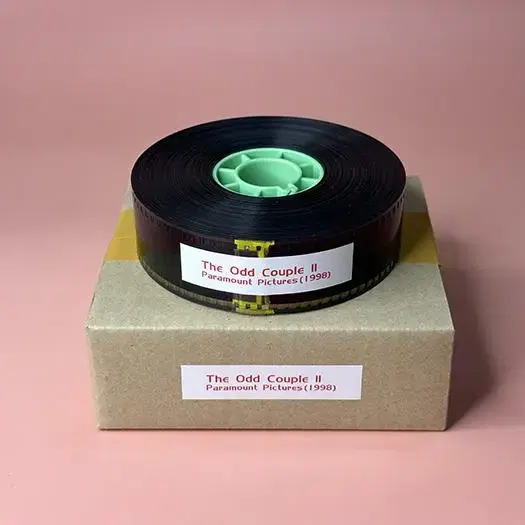 The Odd Couple II
Paramount Pictures(1998)
The Odd Couple II
Paramount Pictures(1998)